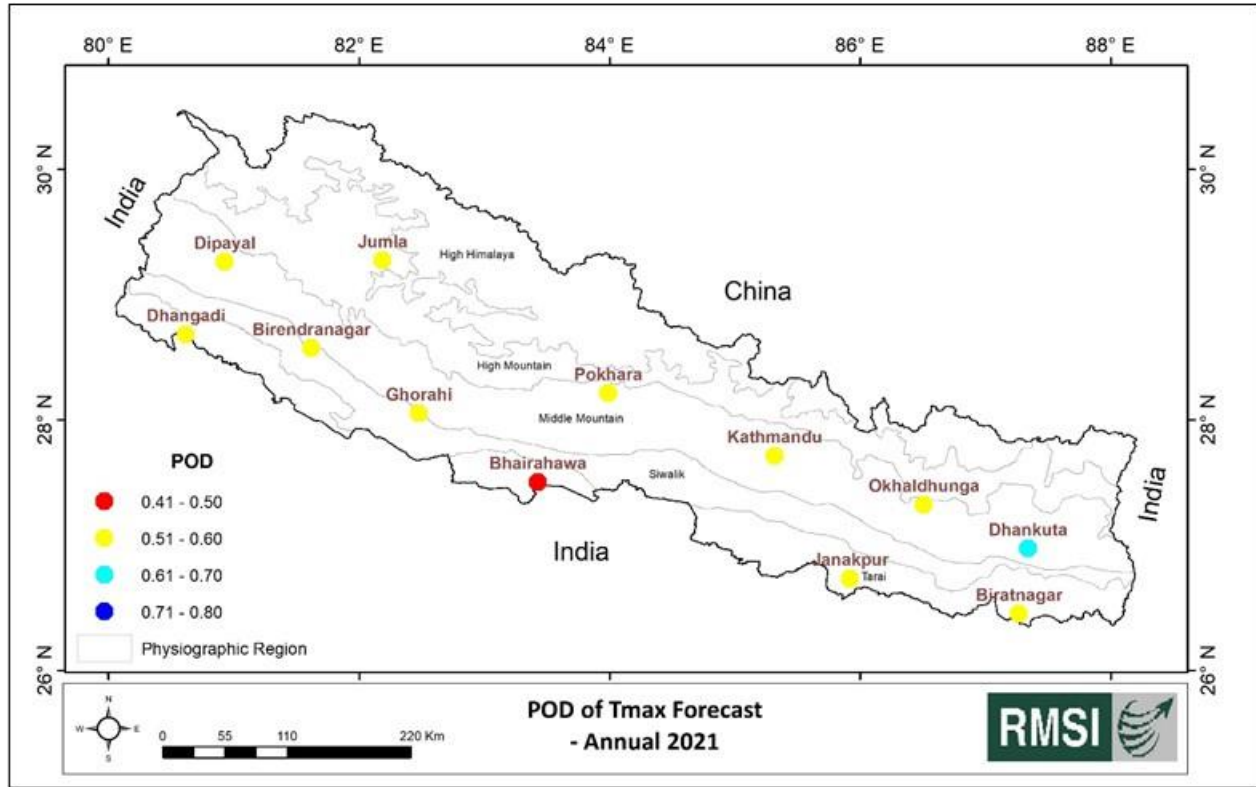 80° E 82° E 84° E 86° E 88° E
30° N
30° N
India
Dipayal
Jumla
High Himalaya
China
Dhangadi
Birendranagar
High Mountain
Pokhara
Ghorahi
Middle Mountain
28° N
28° N
Kathmandu
Bhairahawa
Siwalik
Okhaldhunga
India
Dhankuta
India
Janakpur
Tarai
Biratnagar
POD
0.41 - 0.50
0.51 - 0.60
0.61 - 0.70
0.71 - 0.80
Physiographic Region
26° N
26° N
N
W E
S
0 55 110 220 Km
POD of Tmax Forecast
- Annual 2021
RMSI